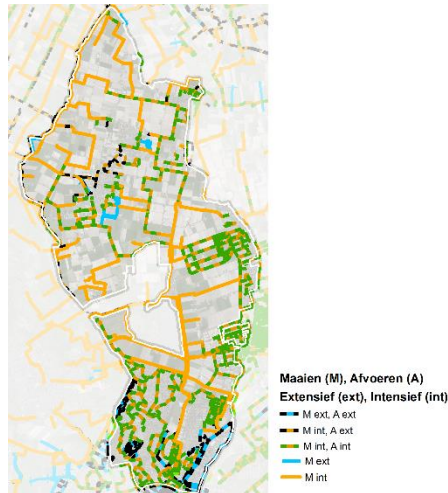 Maaien (M), Afvoeren (A)
Extensief (ext), Intensief (int)
M ext, A ext
M int, A ext
M int, A int
M ext
M int